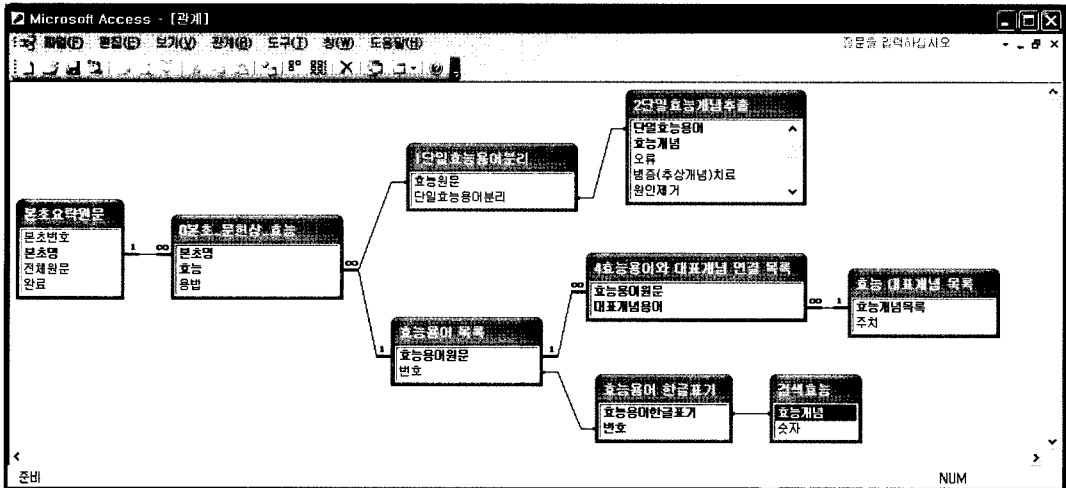 Microsoft Access - [관계]
파일(F) 편집(E) 보기(V) 관계(R) 도구(T) 창(W) 도움말(H)
질문을 입력하십시오
2단일효능개념추출
단일효능용어
효능개념
오류
병증(추상개념)치료
원인제거
1단일효능용어분리
효능원문
단일효능용어분리
본초요략원문
본초번호
본초명
전체원문
완료
1 ∞
0본초_문헌상_효능
본초명
효능
용법
∞
4효능용어와 대표개념 연결 목록
효능용어원문
대표개념용어
∞
∞ 1
효능 대표개념 목록
효능개념목록
주치
효능용어 목록
효능용어원문
번호
1
1
효능용어 한글표기
효능용어한글표기
번호
검색효능
효능개념
숫자
준비
NUM